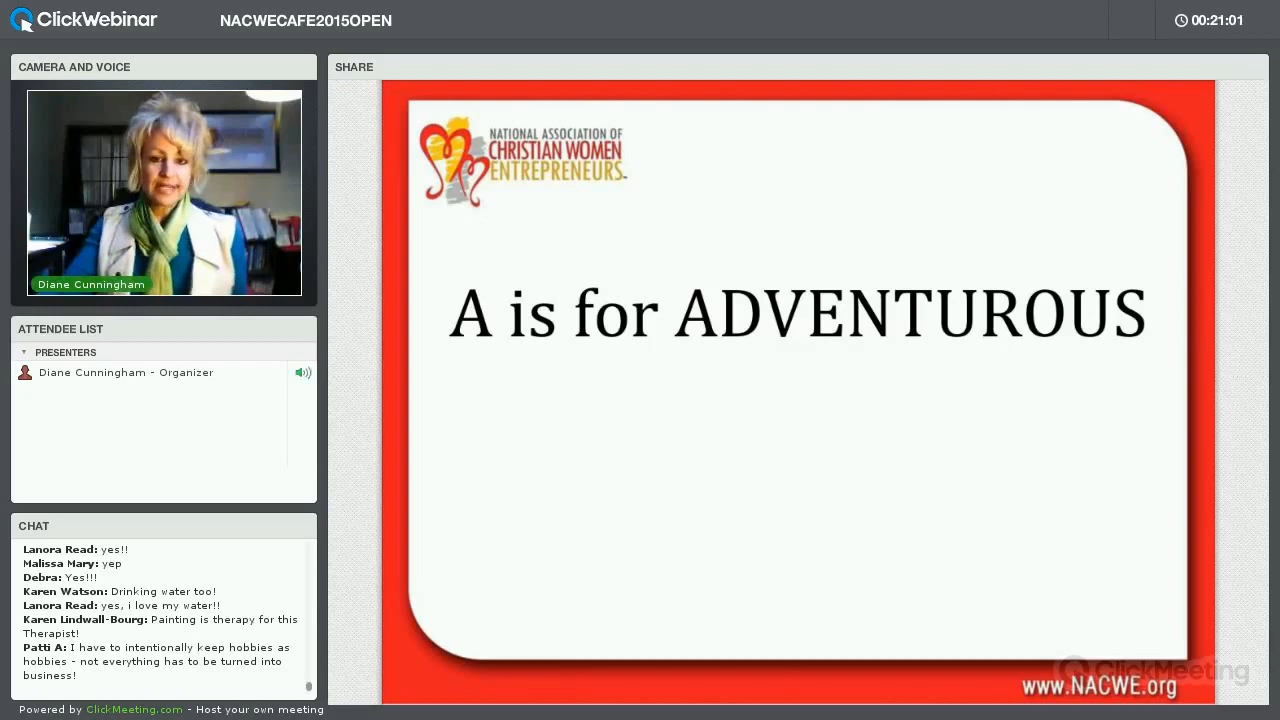 ClickWebinar
NACWECAFE2015OPEN
00:21:01
CAMERA AND VOICE
Diane Cunningham
ATTENDEE LIST
PRESENTERS
Diane Cunningham - Organizer
CHAT
Lanora Read: yes!!
Malissa Kelly: yep
Debra: Yes!!!
Karen Watson: Drinking water too!
Lanora Read: yes, i love my water!!
Karen Bourg: Painting is therapy for this
Therapist!
Patti A: I have to intentionally keep hobbies as
hobbies, not everything has to be turned into a
business
Powered by ClickMeeting.com - Host your own meeting
SHARE
NATIONAL ASSOCIATION OF
CHRISTIAN WOMEN
ENTREPRENEURS
A is for ADVENTUROUS
www.NACWE.org